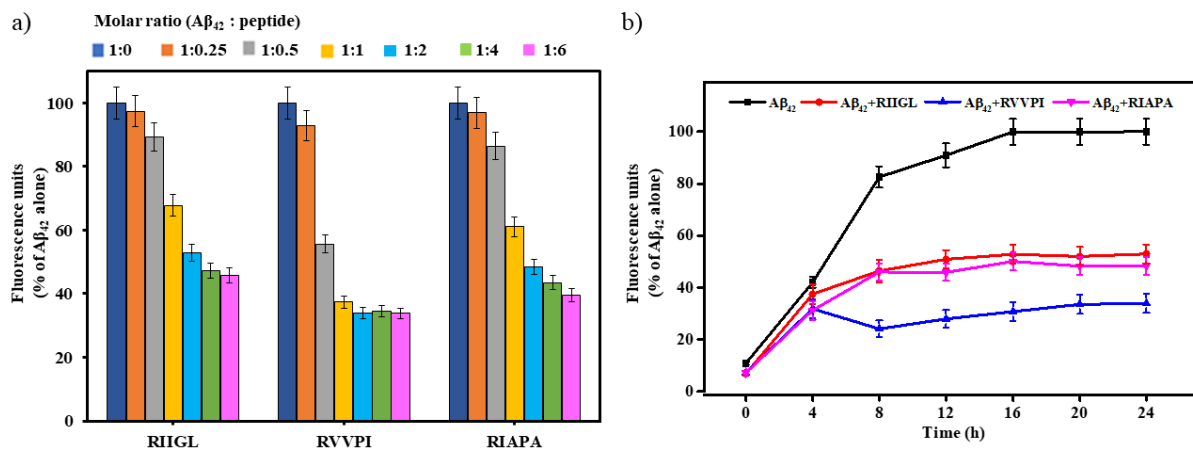 a)
Molar ratio (Aβ₄₂ : peptide)
1:0 1:0.25 1:0.5 1:1 1:2 1:4 1:6
Fluorescence units
(% of Aβ₄₂ alone)
100
80
60
40
20
0
RIIGL RVVPI RIAPA
b)
Aβ₄₂ Aβ₄₂+RIIGL Aβ₄₂+RVVPI Aβ₄₂+RIAPA
Fluorescence units
(% of Aβ₄₂ alone)
100
80
60
40
20
0
0 4 8 12 16 20 24
Time (h)